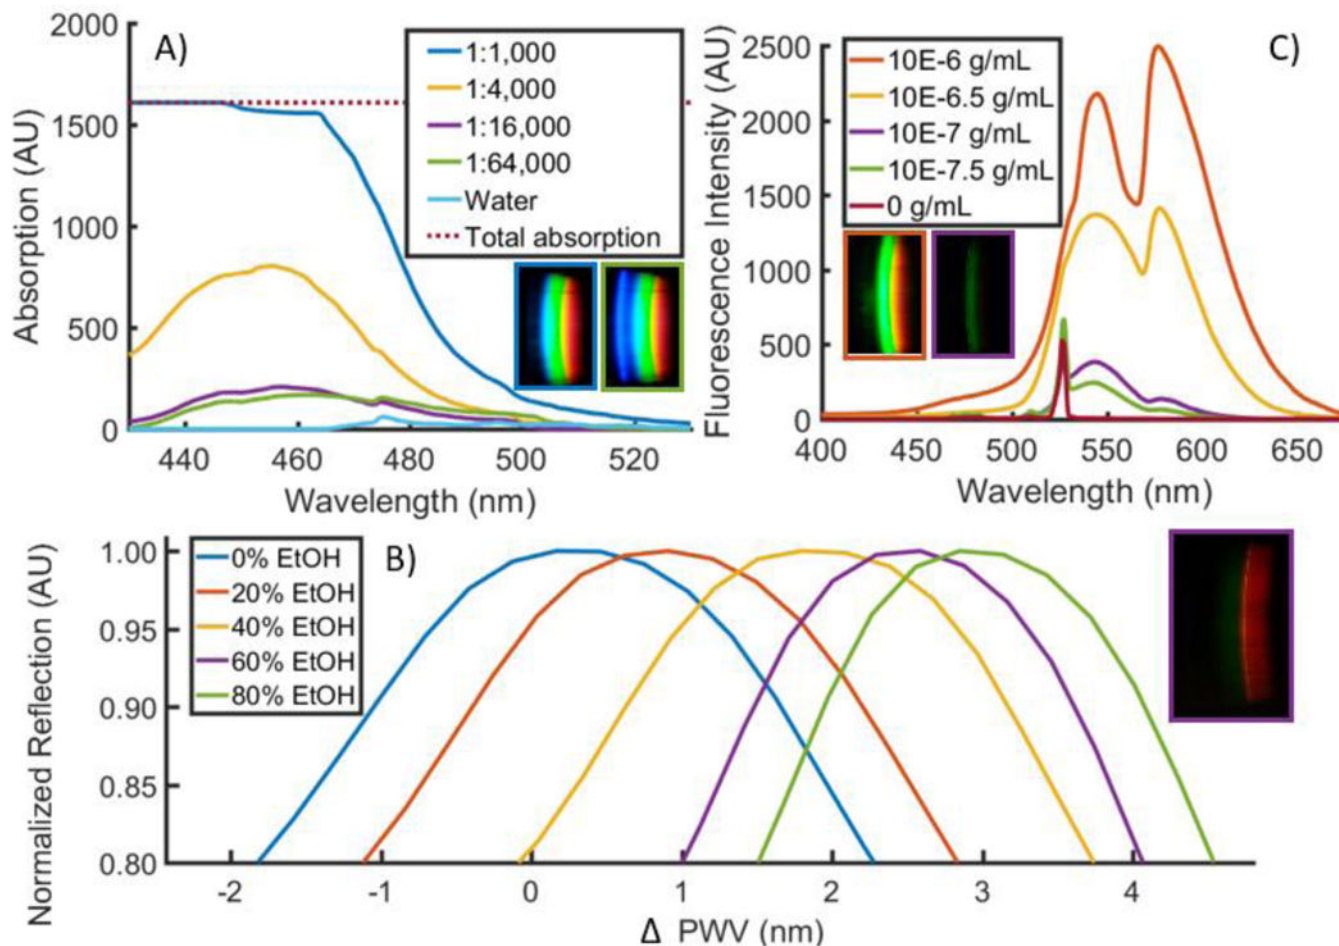 A)
2000
1500
1000
500
0
Absorption (AU)
1:1,000
1:4,000
1:16,000
1:64,000
Water
Total absorption
440
460
480
500
520
Wavelength (nm)
C)
2500
2000
1500
1000
500
0
Fluorescence Intensity (AU)
10E-6 g/mL
10E-6.5 g/mL
10E-7 g/mL
10E-7.5 g/mL
0 g/mL
400
450
500
550
600
650
Wavelength (nm)
B)
1.00
0.95
0.90
0.85
0.80
Normalized Reflection (AU)
0% EtOH
20% EtOH
40% EtOH
60% EtOH
80% EtOH
-2
-1
0
1
2
3
4
Δ PWV (nm)